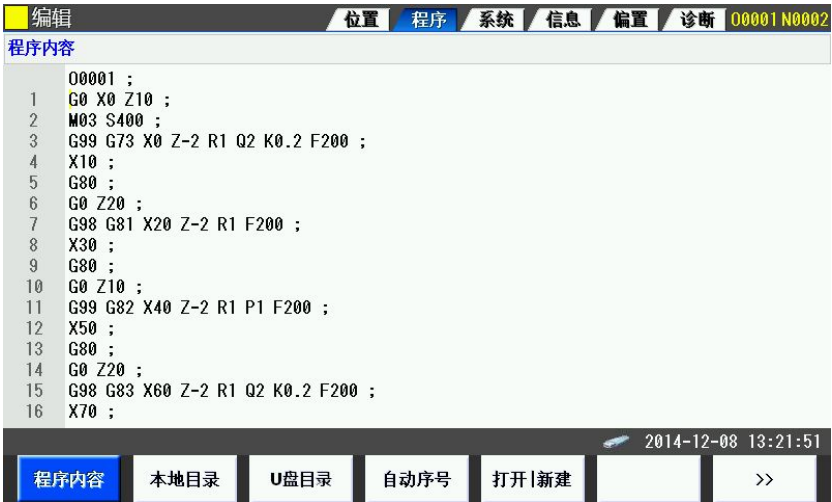 编辑 位置 程序 系统 信息 偏置 诊断 O0001 N0002
程序内容
O0001 ;
1 G0 X0 Z10 ;
2 M03 S400 ;
3 G99 G73 X0 Z-2 R1 Q2 K0.2 F200 ;
4 X10 ;
5 G80 ;
6 G0 Z20 ;
7 G98 G81 X20 Z-2 R1 F200 ;
8 X30 ;
9 G80 ;
10 G0 Z10 ;
11 G99 G82 X40 Z-2 R1 P1 F200 ;
12 X50 ;
13 G80 ;
14 G0 Z20 ;
15 G98 G83 X60 Z-2 R1 Q2 K0.2 F200 ;
16 X70 ;
2014-12-08 13:21:51
程序内容 本地目录 U盘目录 自动序号 打开|新建 >>